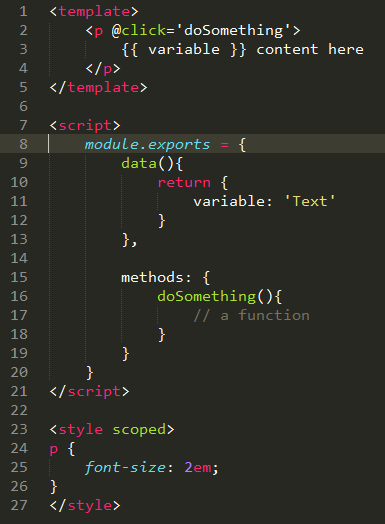 1 <template>
2     <p @click='doSomething'>
3         {{ variable }} content here
4     </p>
5 </template>
6
7 <script>
8     module.exports = {
9         data(){
10             return {
11                 variable: 'Text'
12             }
13         },
14
15         methods: {
16             doSomething(){
17                 // a function
18             }
19         }
20     }
21 </script>
22
23 <style scoped>
24 p {
25     font-size: 2em;
26 }
27 </style>